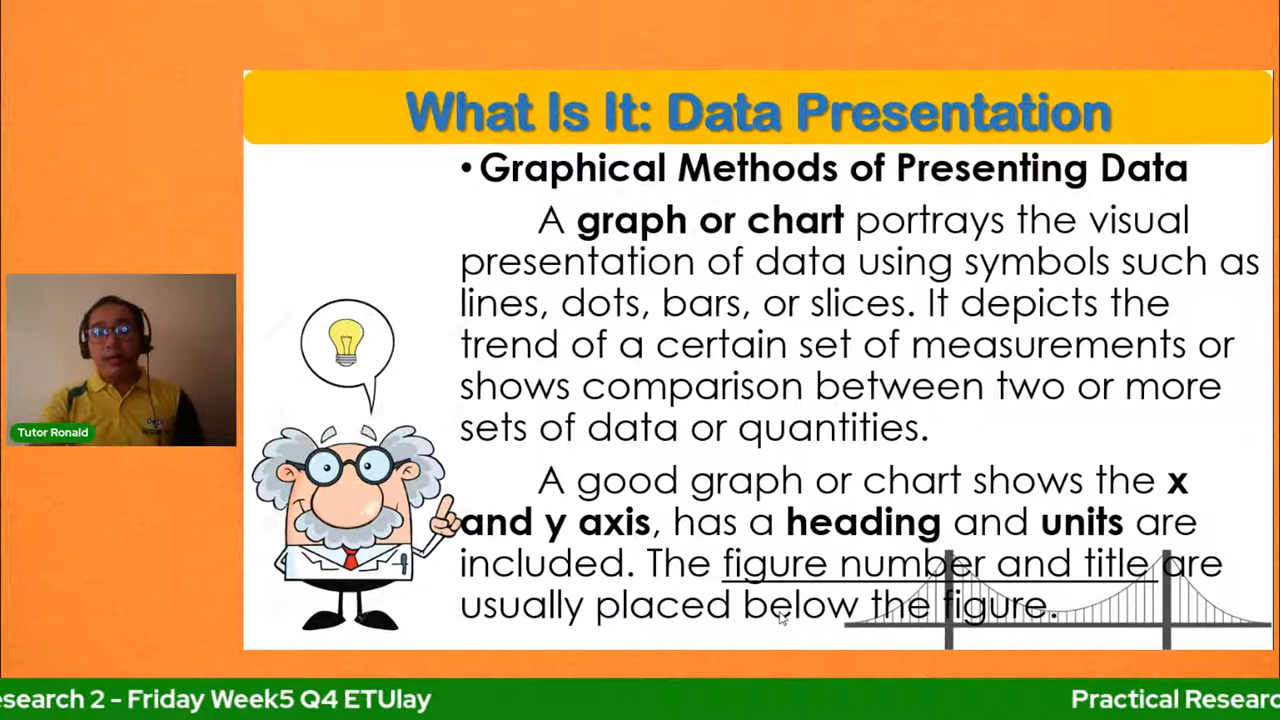 What Is It: Data Presentation
• Graphical Methods of Presenting Data
A graph or chart portrays the visual
presentation of data using symbols such as
lines, dots, bars, or slices. It depicts the
trend of a certain set of measurements or
shows comparison between two or more
sets of data or quantities.
A good graph or chart shows the x
and y axis, has a heading and units are
included. The figure number and title are
usually placed below the figure.
Tutor Ronald
esearch 2 - Friday Week5 Q4 ETUlay
Practical Researc